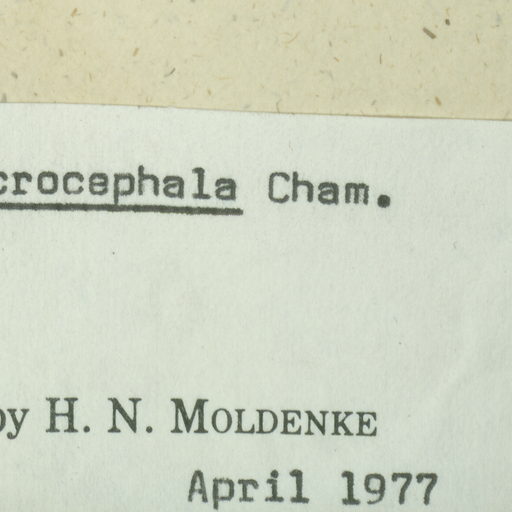 crocephala Cham.
by H. N. MOLDENKE
April 1977